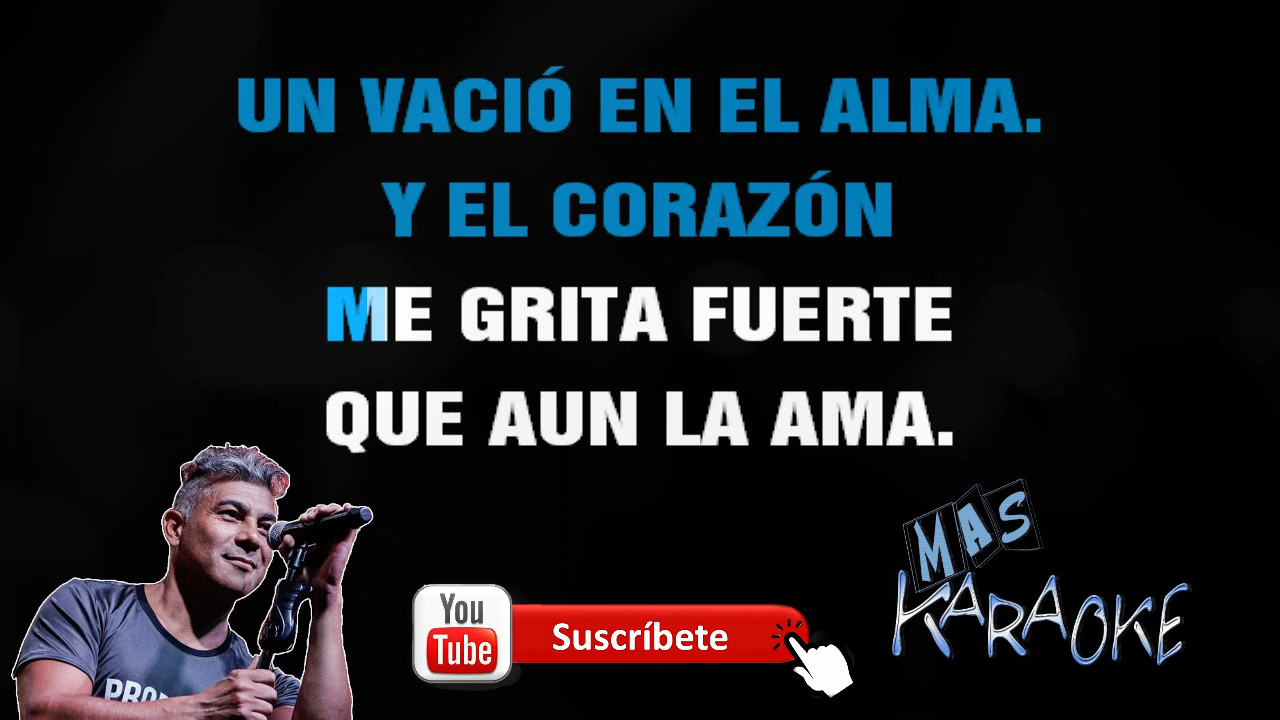 UN VACIÓ EN EL ALMA.
Y EL CORAZÓN
ME GRITA FUERTE
QUE AUN LA AMA.
MAS
KARAOKE
You
Tube
Suscríbete